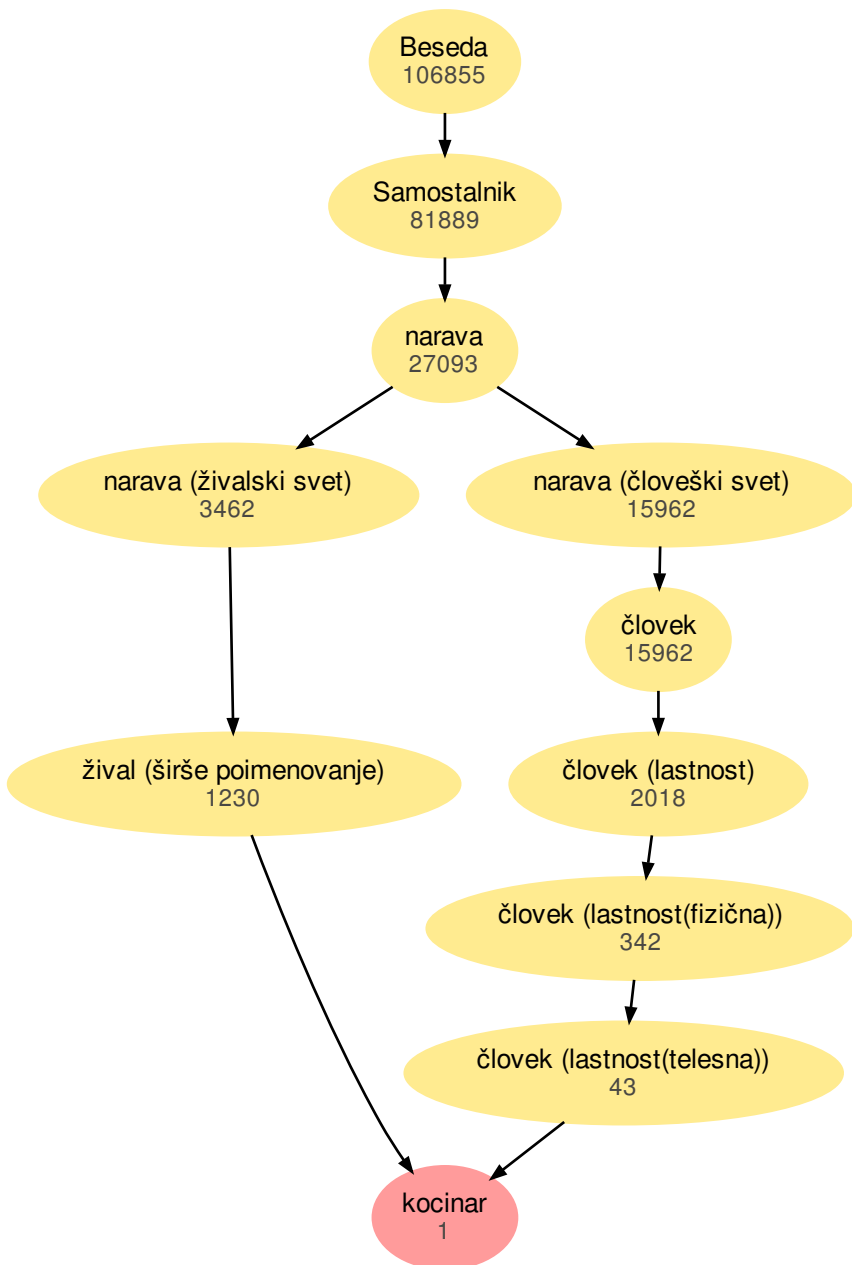 Beseda
106855
Samostalnik
81889
narava
27093
narava (živalski svet)
3462
narava (človeški svet)
15962
človek
15962
žival (širše poimenovanje)
1230
človek (lastnost)
2018
človek (lastnost(fizična))
342
človek (lastnost(telesna))
43
kocinar
1